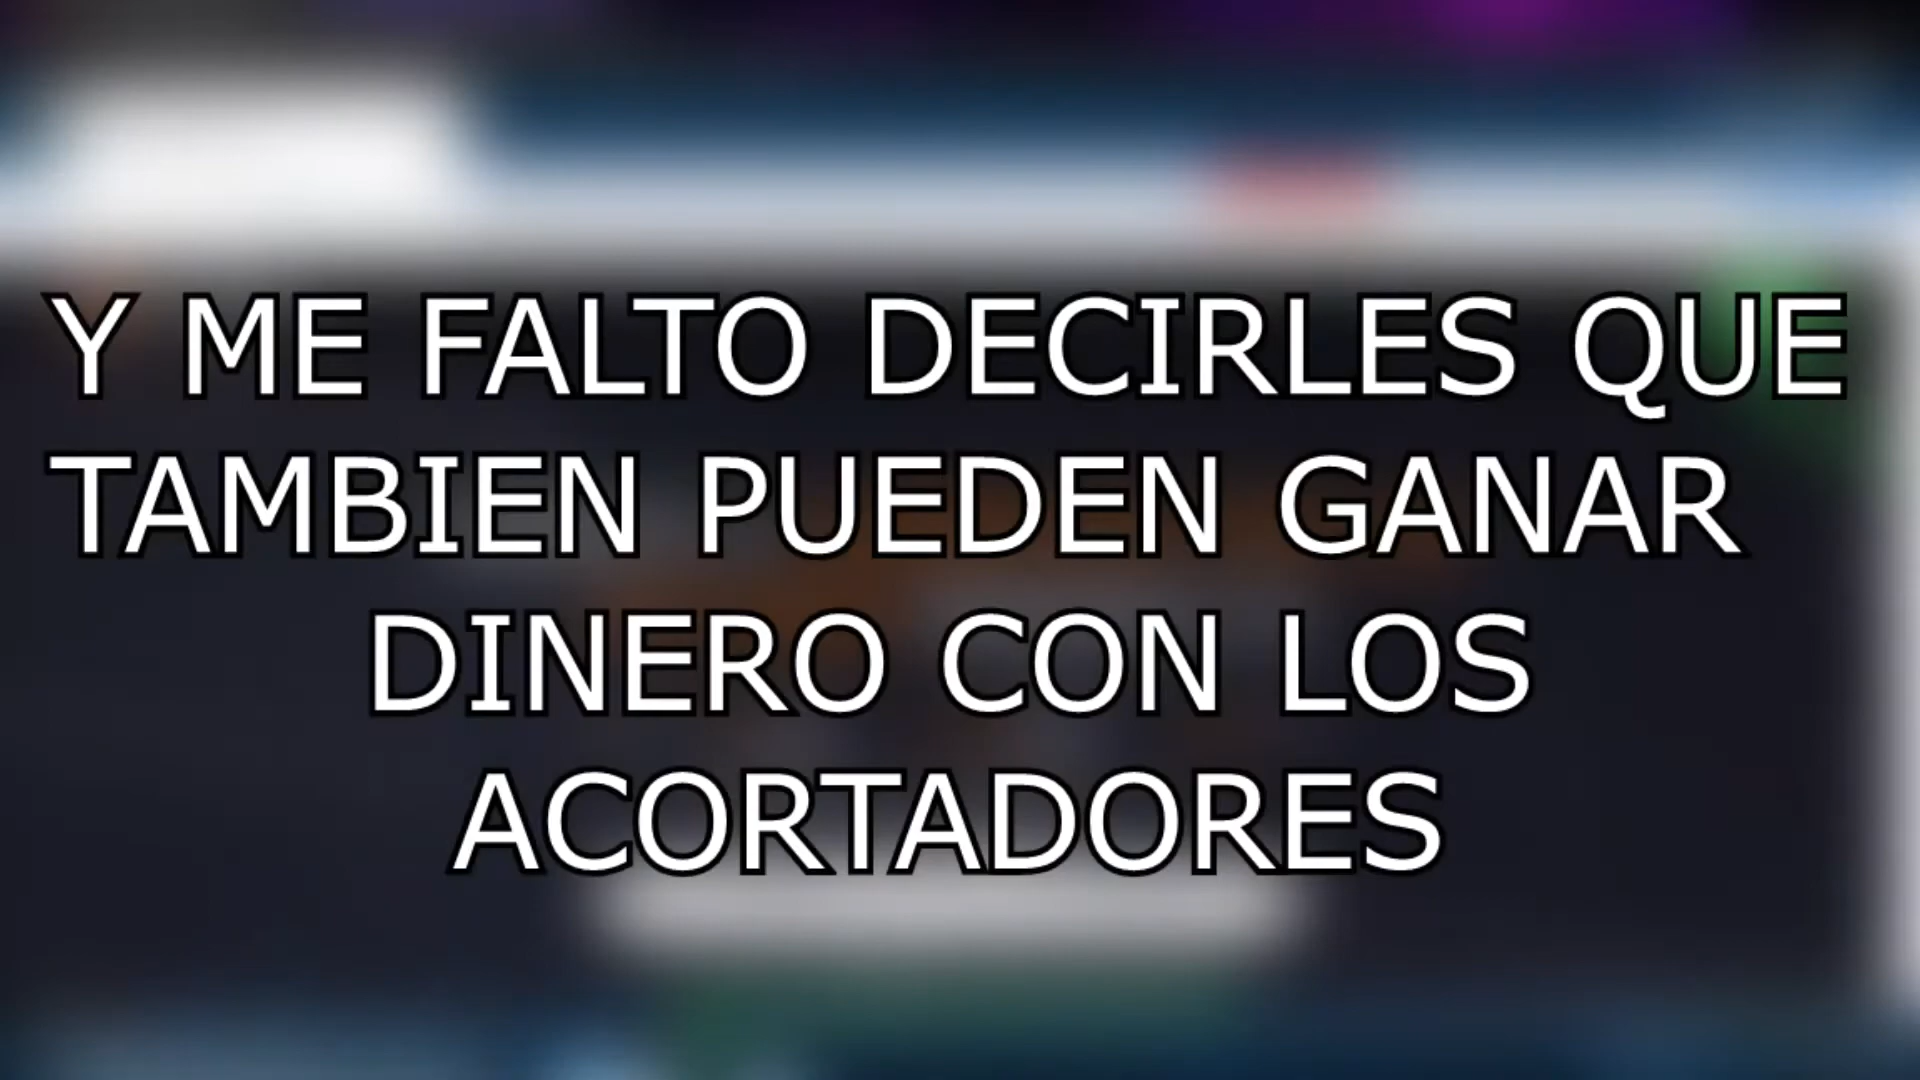 Y ME FALTO DECIRLES QUE
TAMBIEN PUEDEN GANAR
DINERO CON LOS
ACORTADORES